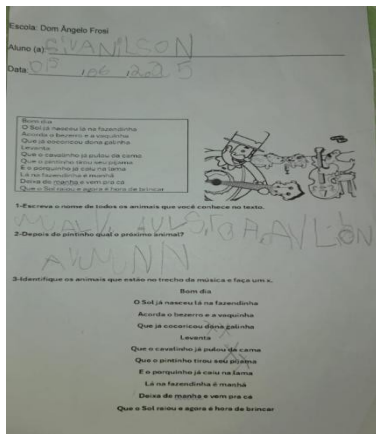 Escola: Dom Ângelo Frosi
Aluno (a) GIVANILSON
Data:
Bom dia
O Sol já nasceu lá na fazendinha
Acorda o bezerro e a vaquinha
Que já cocoricou dona galinha
Levanta
Que o cavalinho já pulou da cama
Que o pintinho tirou seu pijama
E o porquinho já caiu na lama
Lá na fazendinha é manhã
Deixa de manha e vem pra cá
Que o Sol raiou e agora é hora de brincar
1-Escreva o nome de todos os animais que você conhece no texto.
2-Depois do pintinho qual o próximo animal?
3-Identifique os animais que estão no trecho da música e faça um x.
Bom dia
O Sol já nasceu lá na fazendinha
Acorda o bezerro e a vaquinha
Que já cocoricou dona galinha
Levanta
Que o cavalinho já pulou da cama
Que o pintinho tirou seu pijama
E o porquinho já caiu na lama
Lá na fazendinha é manhã
Deixa de manha e vem pra cá
Que o Sol raiou e agora é hora de brincar